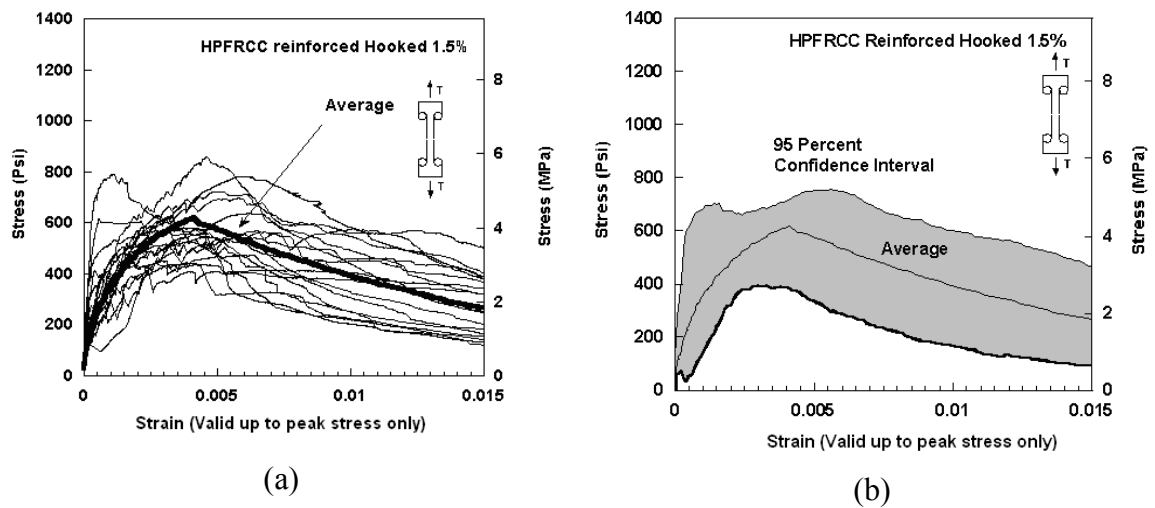 1400
1200
1000
800
600
400
200
0
Stress (Psi)
HPFRCC reinforced Hooked 1.5%
Average
T
T
8
6
4
2
0
Stress (MPa)
0
0.005
0.01
0.015
Strain (Valid up to peak stress only)
(a)
1400
1200
1000
800
600
400
200
0
Stress (Psi)
HPFRCC Reinforced Hooked 1.5%
T
T
95 Percent
Confidence Interval
Average
8
6
4
2
0
Stress (MPa)
0
0.005
0.01
0.015
Strain (Valid up to peak stress only)
(b)